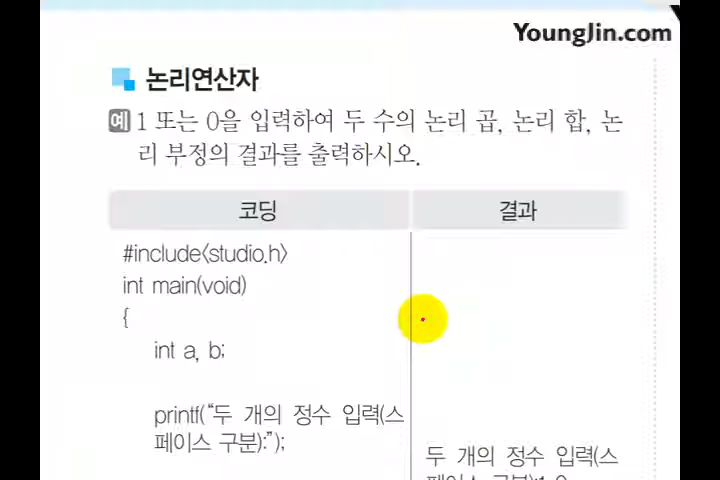 YoungJin.com
논리연산자
예 1 또는 0을 입력하여 두 수의 논리 곱, 논리 합, 논
리 부정의 결과를 출력하시오.
코딩 결과
#include<studio.h>
int main(void)
{
int a, b;
printf("두 개의 정수 입력(스
페이스 구분):");
두 개의 정수 입력(스